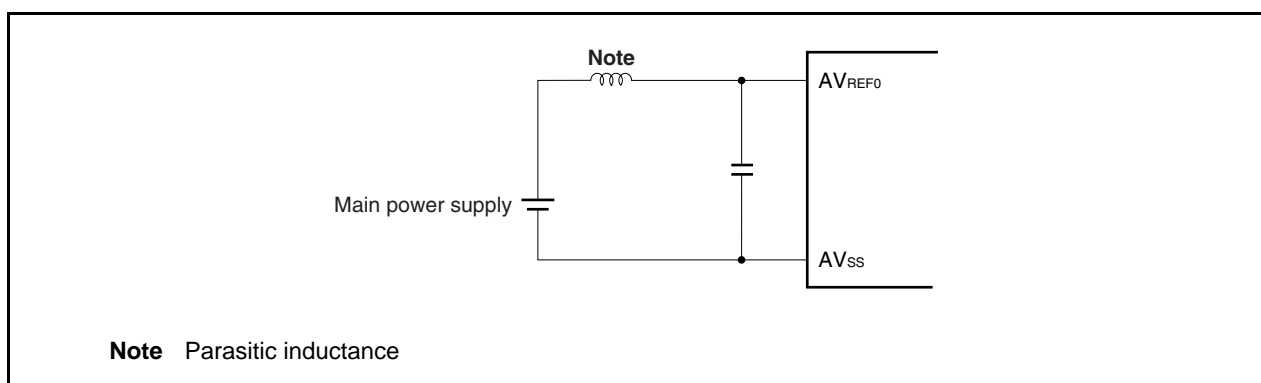 Note
AVREF0
Main power supply
AVSS
Note Parasitic inductance